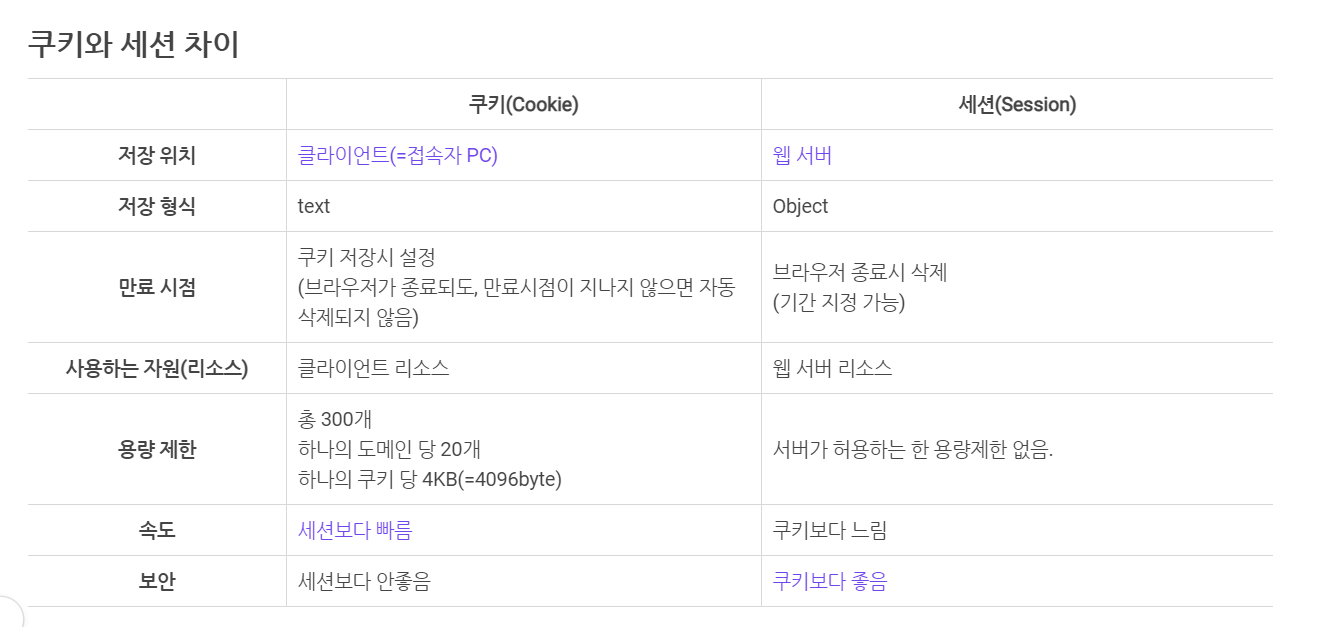 쿠키와 세션 차이
쿠키(Cookie) 세션(Session)
저장 위치 클라이언트(=접속자 PC) 웹 서버
저장 형식 text Object
만료 시점
쿠키 저장시 설정
(브라우저가 종료되도, 만료시점이 지나지 않으면 자동
삭제되지 않음)
브라우저 종료시 삭제
(기간 지정 가능)
사용하는 자원(리소스) 클라이언트 리소스 웹 서버 리소스
용량 제한
총 300개
하나의 도메인 당 20개
하나의 쿠키 당 4KB(=4096byte)
서버가 허용하는 한 용량제한 없음.
속도 세션보다 빠름 쿠키보다 느림
보안 세션보다 안좋음 쿠키보다 좋음